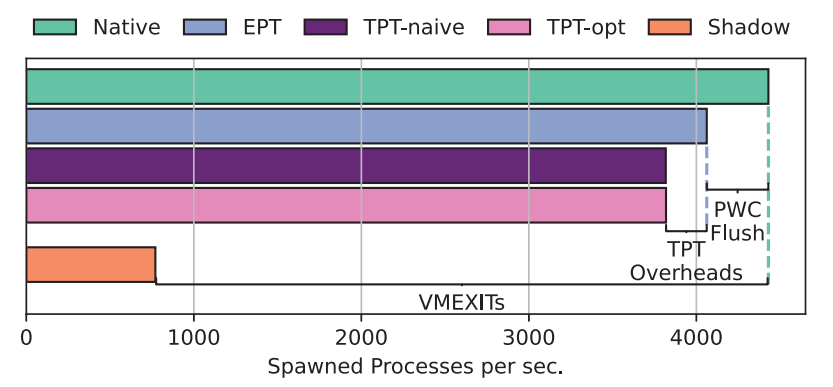 Native EPT TPT-naive TPT-opt Shadow
PWC
Flush
TPT
Overheads
VMEXITs
0 1000 2000 3000 4000
Spawned Processes per sec.